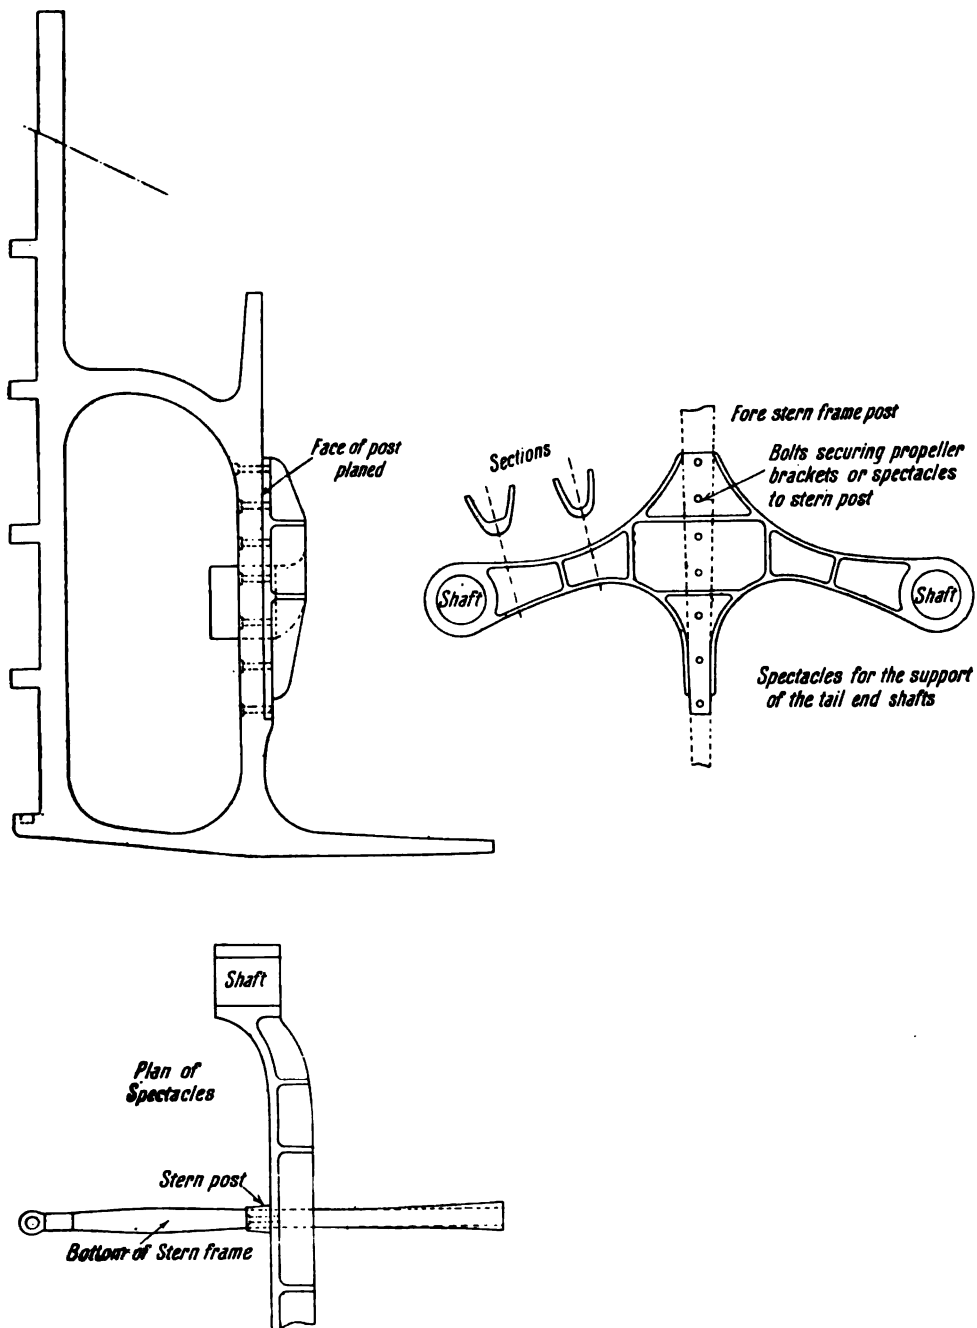 Face of post
planed
Sections
Fore stern frame post
Bolts securing propeller
brackets or spectacles
to stern post
Shaft
Shaft
Spectacles for the support
of the tail end shafts
Shaft
Plan of
Spectacles
Stern post
Bottom of Stern frame